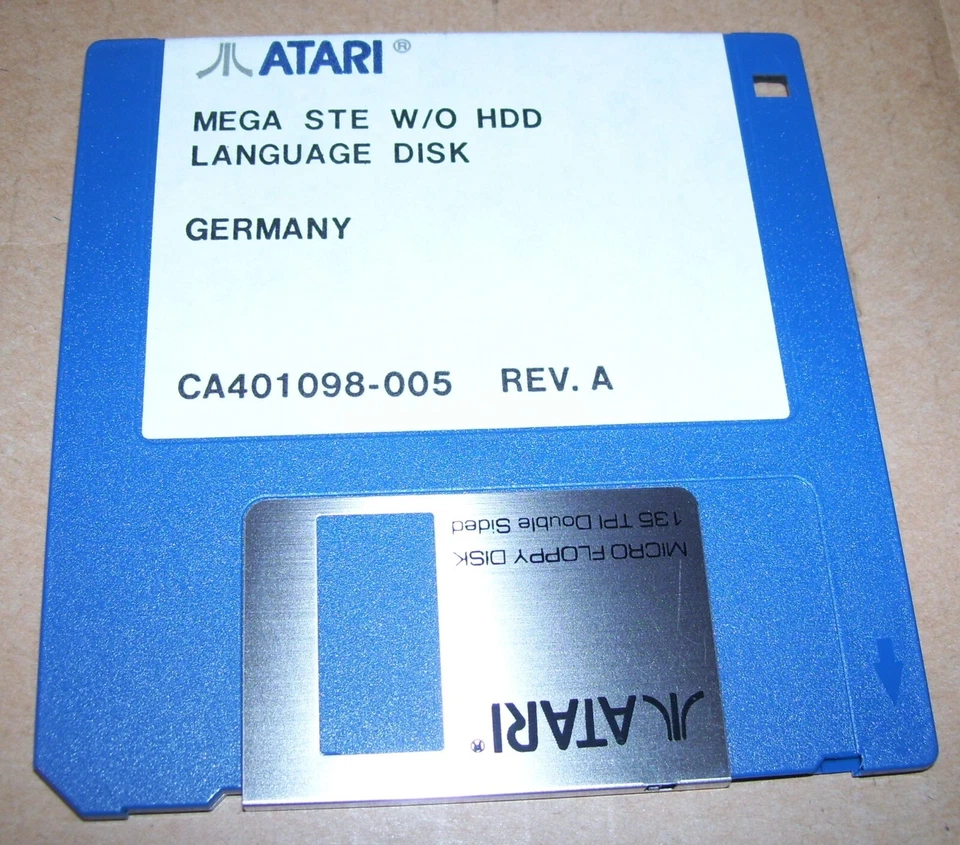 ATARI®
MEGA STE W/O HDD
LANGUAGE DISK
GERMANY
CA401098-005 REV. A
ATARI®
MICRO FLOPPY DISK
135 TPI Double Sided